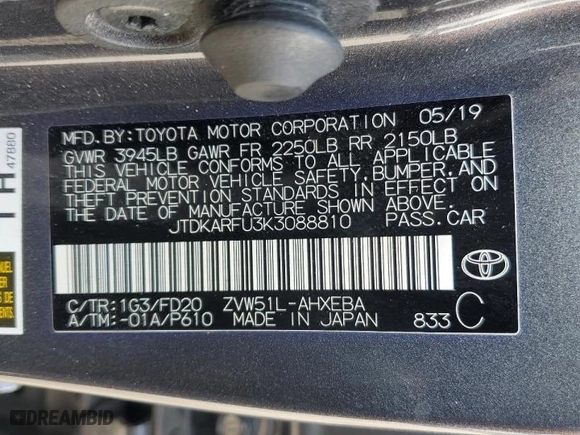 MFD.BY:TOYOTA MOTOR CORPORATION 05/19
GVWR 3945LB GAWR FR 2250LB RR 2150LB
THIS VEHICLE CONFORMS TO ALL APPLICABLE
FEDERAL MOTOR VEHICLE SAFETY,BUMPER,AND
THEFT PREVENTION STANDARDS IN EFFECT ON
THE DATE OF MANUFACTURE SHOWN ABOVE.
JTDKARFU3K3088810 PASS.CAR
C/TR:1G3/FD20 ZVW51L-AHXEBA
A/TM:-01A/P610 MADE IN JAPAN 833 C
TOYOTA
47880
DREAMBID